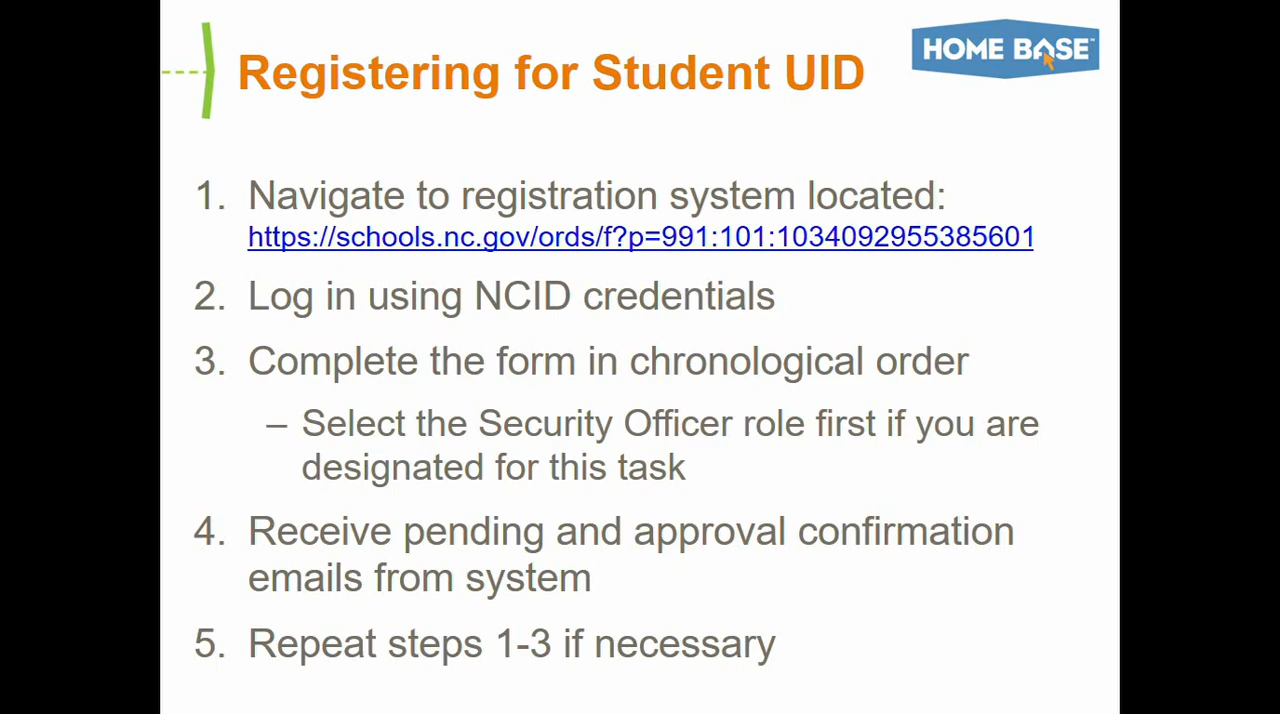 Registering for Student UID
HOME BASE™
1. Navigate to registration system located:
https://schools.nc.gov/ords/f?p=991:101:1034092955385601
2. Log in using NCID credentials
3. Complete the form in chronological order
– Select the Security Officer role first if you are
designated for this task
4. Receive pending and approval confirmation
emails from system
5. Repeat steps 1-3 if necessary